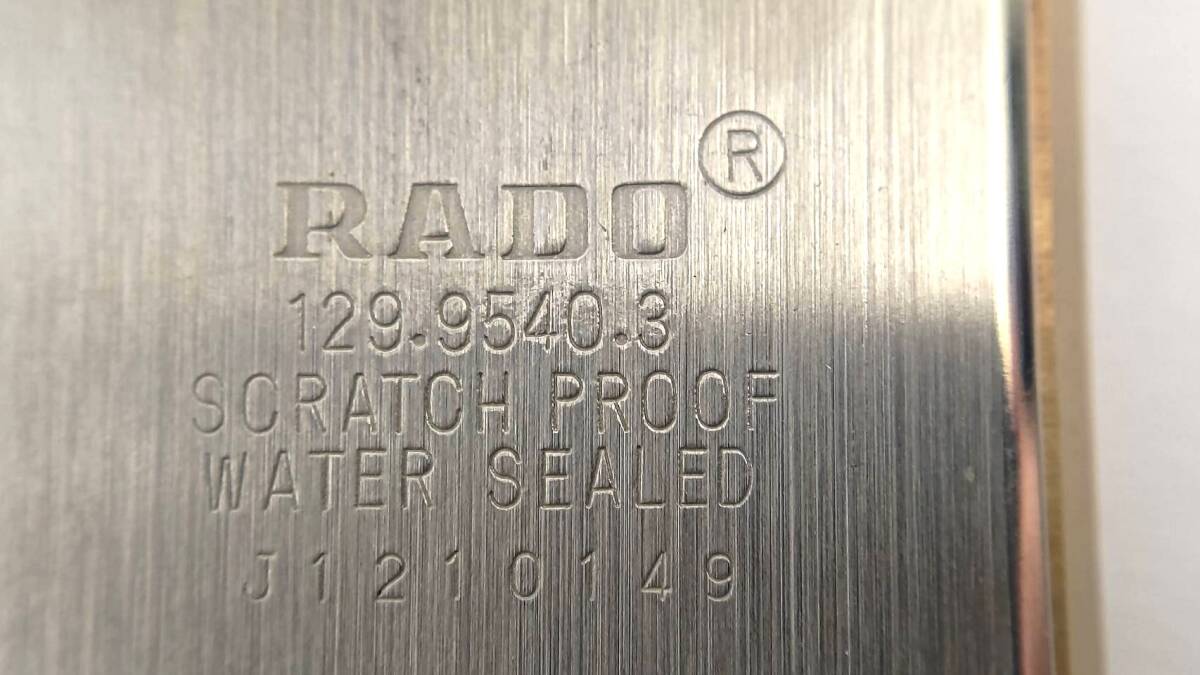 RADO®
129.9540.3
SCRATCH PROOF
WATER SEALED
J1210149